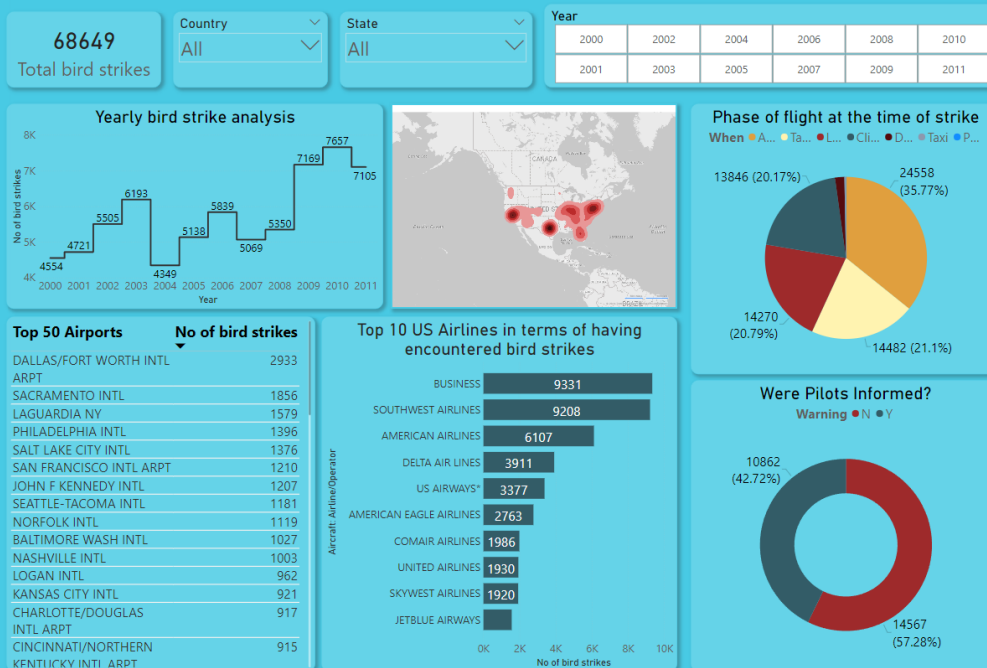 68649
Total bird strikes
Country
All
State
All
Year
2000 2002 2004 2006 2008 2010
2001 2003 2005 2007 2009 2011
Yearly bird strike analysis
8K
7K
6K
5K
4K
No of bird strikes
4554
4721
5505
6193
4349
5138
5839
5069
5350
7169
7657
7105
2000 2001 2002 2003 2004 2005 2006 2007 2008 2009 2010 2011
Year
CANADA
BRAZIL
Phase of flight at the time of strike
When A... Ta... L... Cli... D... Taxi P...
24558
(35.77%)
13846 (20.17%)
14270
(20.79%)
14482 (21.1%)
Top 50 Airports No of bird strikes
DALLAS/FORT WORTH INTL 2933
ARPT
SACRAMENTO INTL 1856
LAGUARDIA NY 1579
PHILADELPHIA INTL 1396
SALT LAKE CITY INTL 1376
SAN FRANCISCO INTL ARPT 1210
JOHN F KENNEDY INTL 1207
SEATTLE-TACOMA INTL 1181
NORFOLK INTL 1119
BALTIMORE WASH INTL 1027
NASHVILLE INTL 1003
LOGAN INTL 962
KANSAS CITY INTL 921
CHARLOTTE/DOUGLAS 917
INTL ARPT
CINCINNATI/NORTHERN 915
KENTUCKY INTL ARPT
Top 10 US Airlines in terms of having
encountered bird strikes
Aircraft: Airline/Operator
BUSINESS 9331
SOUTHWEST AIRLINES 9208
AMERICAN AIRLINES 6107
DELTA AIR LINES 3911
US AIRWAYS* 3377
AMERICAN EAGLE AIRLINES 2763
COMAIR AIRLINES 1986
UNITED AIRLINES 1930
SKYWEST AIRLINES 1920
JETBLUE AIRWAYS
0K 2K 4K 6K 8K 10K
No of bird strikes
Were Pilots Informed?
Warning N Y
10862
(42.72%)
14567
(57.28%)